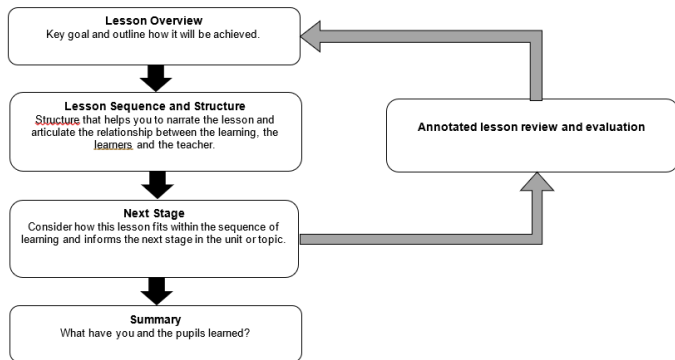 Lesson Overview
Key goal and outline how it will be achieved.
Lesson Sequence and Structure
Structure that helps you to narrate the lesson and
articulate the relationship between the learning, the
learners and the teacher.
Annotated lesson review and evaluation
Next Stage
Consider how this lesson fits within the sequence of
learning and informs the next stage in the unit or topic.
Summary
What have you and the pupils learned?